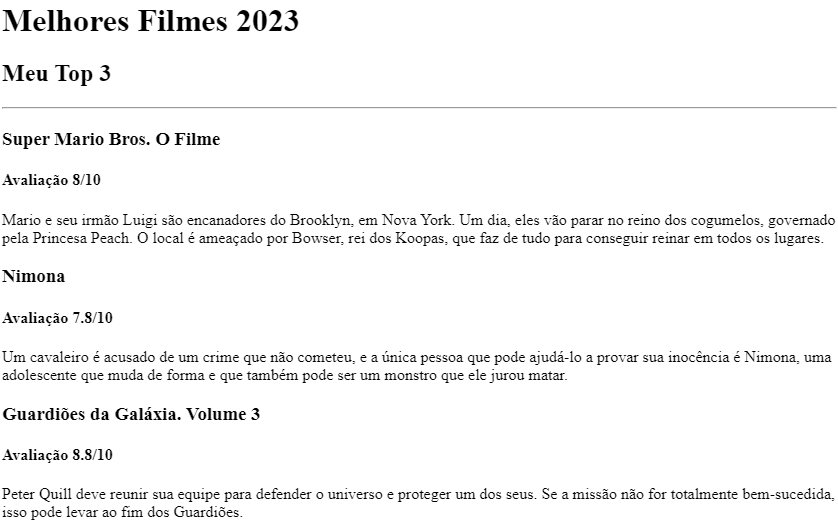 Melhores Filmes 2023
Meu Top 3
Super Mario Bros. O Filme
Avaliação 8/10
Mario e seu irmão Luigi são encanadores do Brooklyn, em Nova York. Um dia, eles vão parar no reino dos cogumelos, governado
pela Princesa Peach. O local é ameaçado por Bowser, rei dos Koopas, que faz de tudo para conseguir reinar em todos os lugares.
Nimona
Avaliação 7.8/10
Um cavaleiro é acusado de um crime que não cometeu, e a única pessoa que pode ajudá-lo a provar sua inocência é Nimona, uma
adolescente que muda de forma e que também pode ser um monstro que ele jurou matar.
Guardiões da Galáxia. Volume 3
Avaliação 8.8/10
Peter Quill deve reunir sua equipe para defender o universo e proteger um dos seus. Se a missão não for totalmente bem-sucedida,
isso pode levar ao fim dos Guardiões.